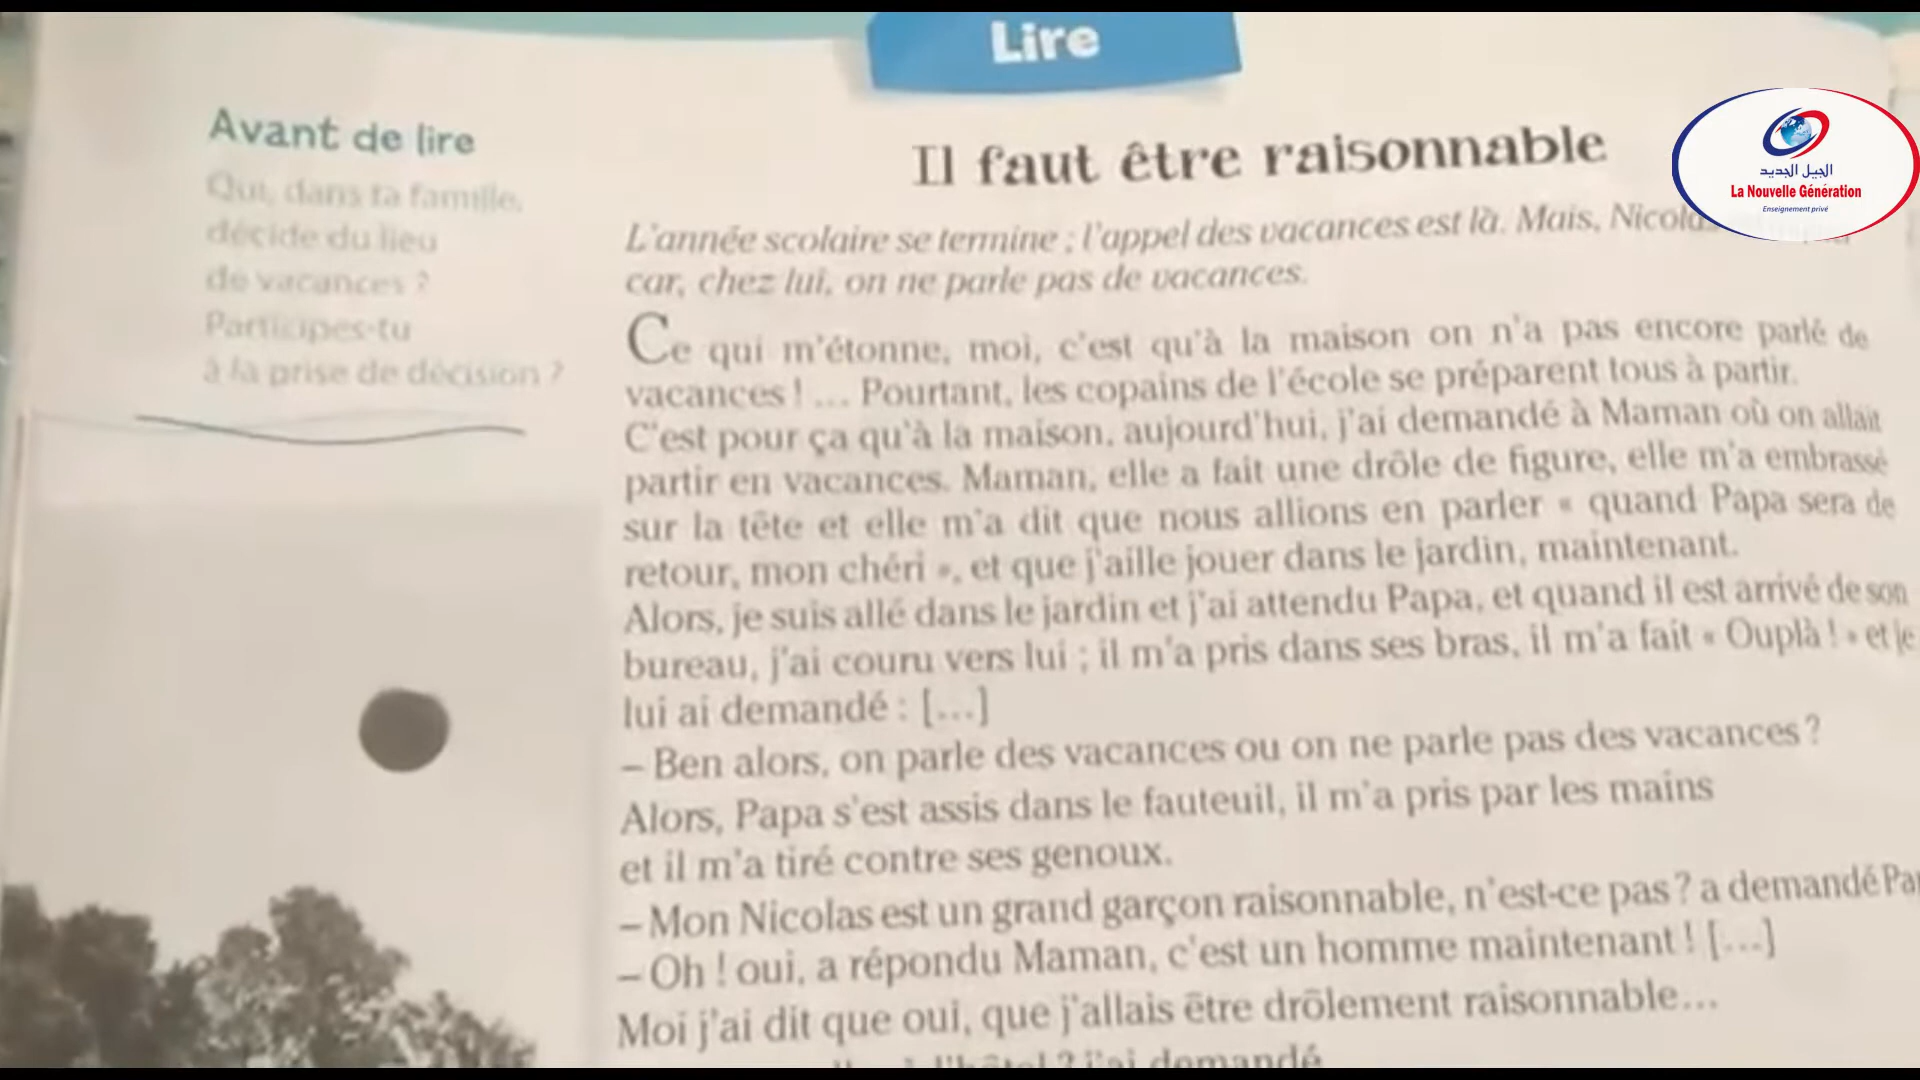 Lire
Avant de lire
Qui, dans ta famille,
décide du lieu
de vacances ?
Participes-tu
à la prise de décision ?
Il faut être raisonnable
الجيل الجديد
La Nouvelle Génération
Enseignement privé
L'année scolaire se termine ; l'appel des vacances est là. Mais, Nicolas
car, chez lui, on ne parle pas de vacances.
Ce qui m'étonne, moi, c'est qu'à la maison on n'a pas encore parlé de
vacances ! … Pourtant, les copains de l'école se préparent tous à partir.
C'est pour ça qu'à la maison, aujourd'hui, j'ai demandé à Maman où on allait
partir en vacances. Maman, elle a fait une drôle de figure, elle m'a embrassé
sur la tête et elle m'a dit que nous allions en parler « quand Papa sera de
retour, mon chéri », et que j'aille jouer dans le jardin, maintenant.
Alors, je suis allé dans le jardin et j'ai attendu Papa, et quand il est arrivé de son
bureau, j'ai couru vers lui ; il m'a pris dans ses bras, il m'a fait « Ouplà ! » et je
lui ai demandé : […]
– Ben alors, on parle des vacances ou on ne parle pas des vacances ?
Alors, Papa s'est assis dans le fauteuil, il m'a pris par les mains
et il m'a tiré contre ses genoux.
– Mon Nicolas est un grand garçon raisonnable, n'est-ce pas ? a demandé
– Oh ! oui, a répondu Maman, c'est un homme maintenant ! […]
Moi j'ai dit que oui, que j'allais être drôlement raisonnable…
à l'hôtel ? j'ai demandé